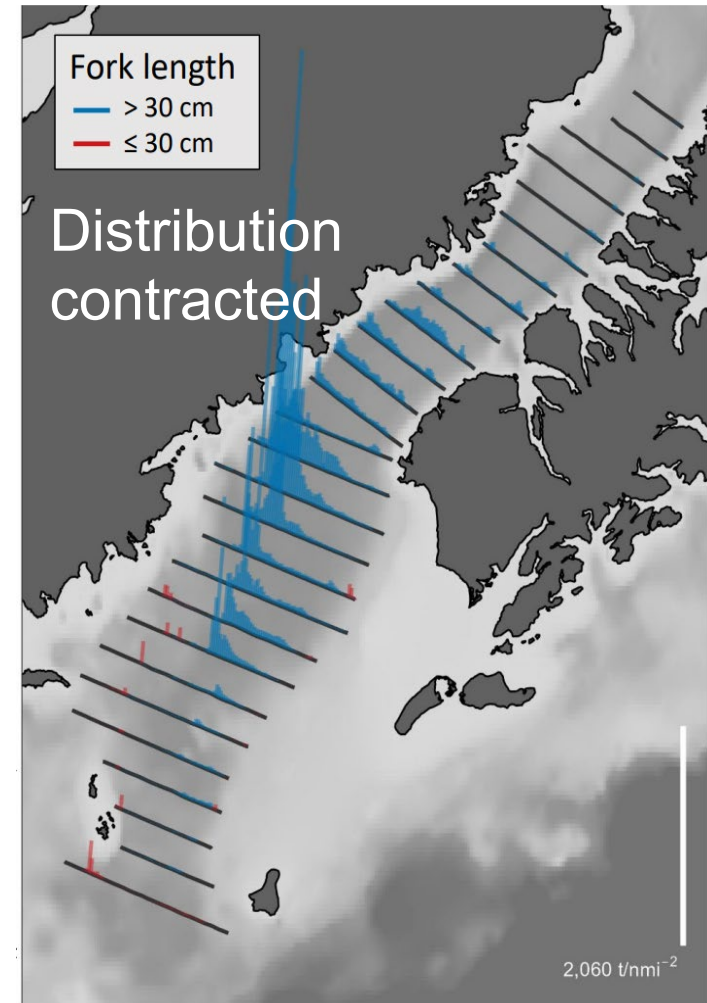 Fork length
> 30 cm
≤ 30 cm
Distribution
contracted
2,060 t/nmi⁻²